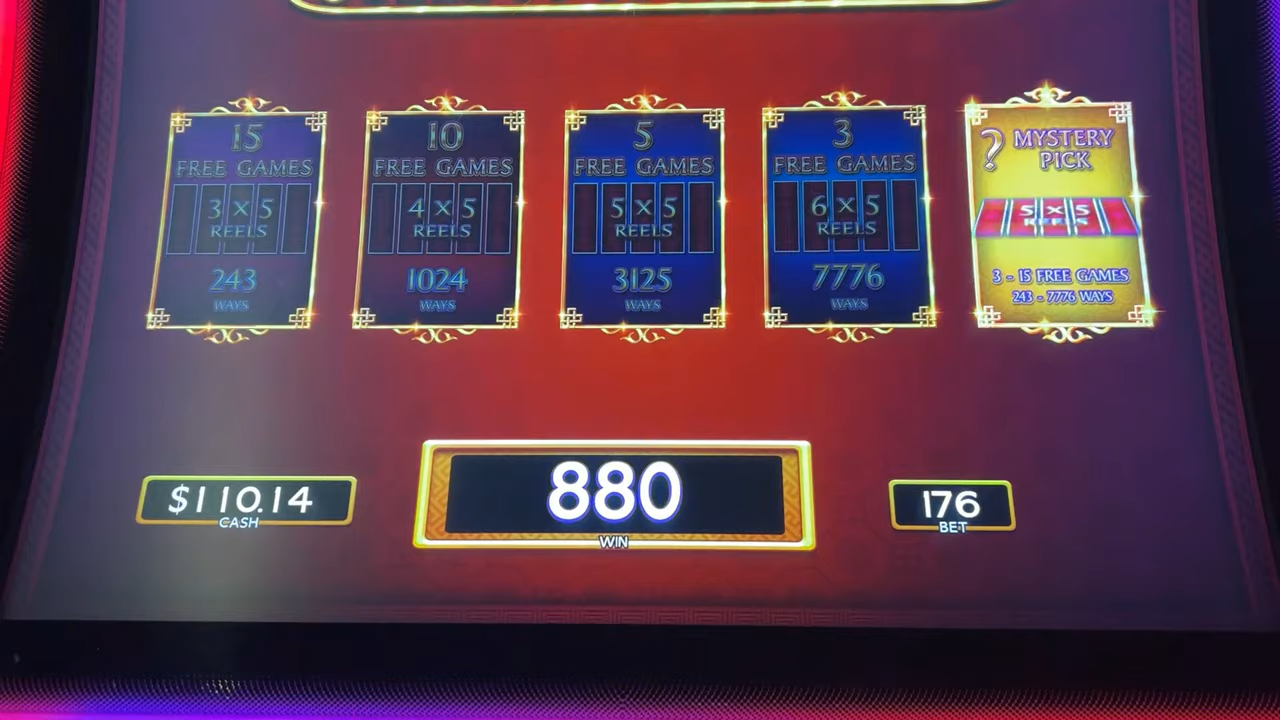 15
FREE GAMES
3 X 5
REELS
243
WAYS
10
FREE GAMES
4 X 5
REELS
1024
WAYS
5
FREE GAMES
5 X 5
REELS
3125
WAYS
3
FREE GAMES
6 X 5
REELS
7776
WAYS
? MYSTERY
PICK
5 X 5
REELS
3 - 15 FREE GAMES
243 - 7776 WAYS
$110.14
CASH
880
WIN
176
BET